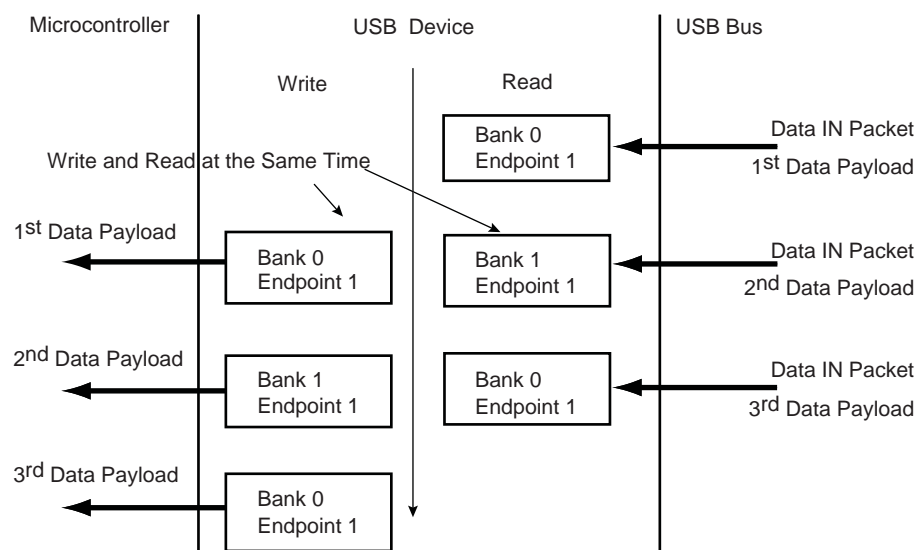 Microcontroller
USB Device
USB Bus
Write
Read
Bank 0
Endpoint 1
Data IN Packet
1st Data Payload
Write and Read at the Same Time
1st Data Payload
Bank 0
Endpoint 1
Bank 1
Endpoint 1
Data IN Packet
2nd Data Payload
2nd Data Payload
Bank 1
Endpoint 1
Bank 0
Endpoint 1
Data IN Packet
3rd Data Payload
3rd Data Payload
Bank 0
Endpoint 1